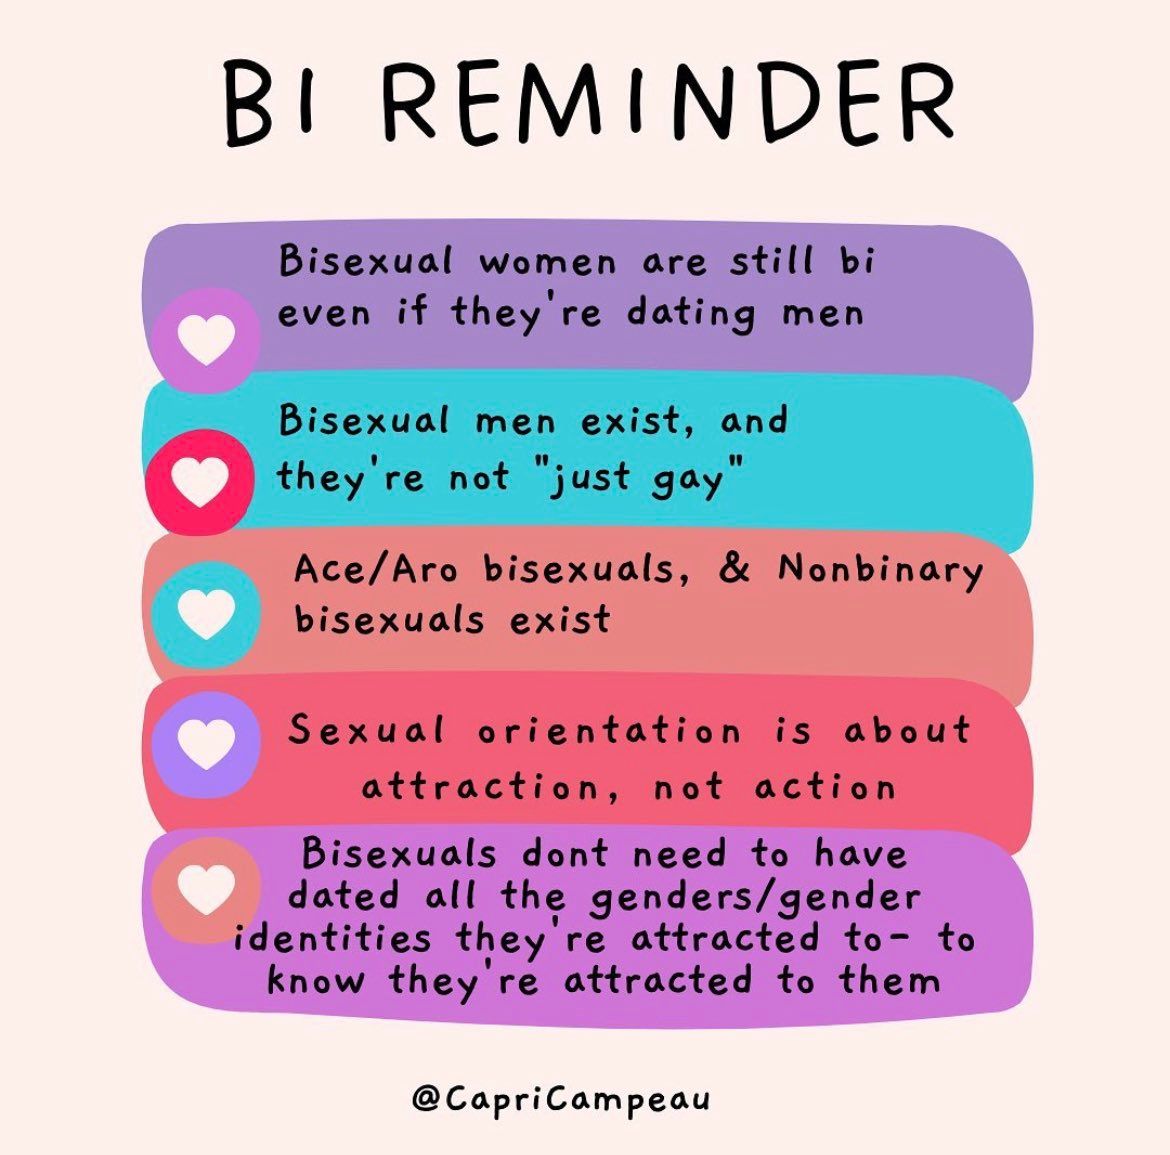 BI REMINDER
Bisexual women are still bi
even if they're dating men
Bisexual men exist, and
they're not "just gay"
Ace/Aro bisexuals, & Nonbinary
bisexuals exist
Sexual orientation is about
attraction, not action
Bisexuals dont need to have
dated all the genders/gender
identities they're attracted to- to
know they're attracted to them
@CapriCampeau